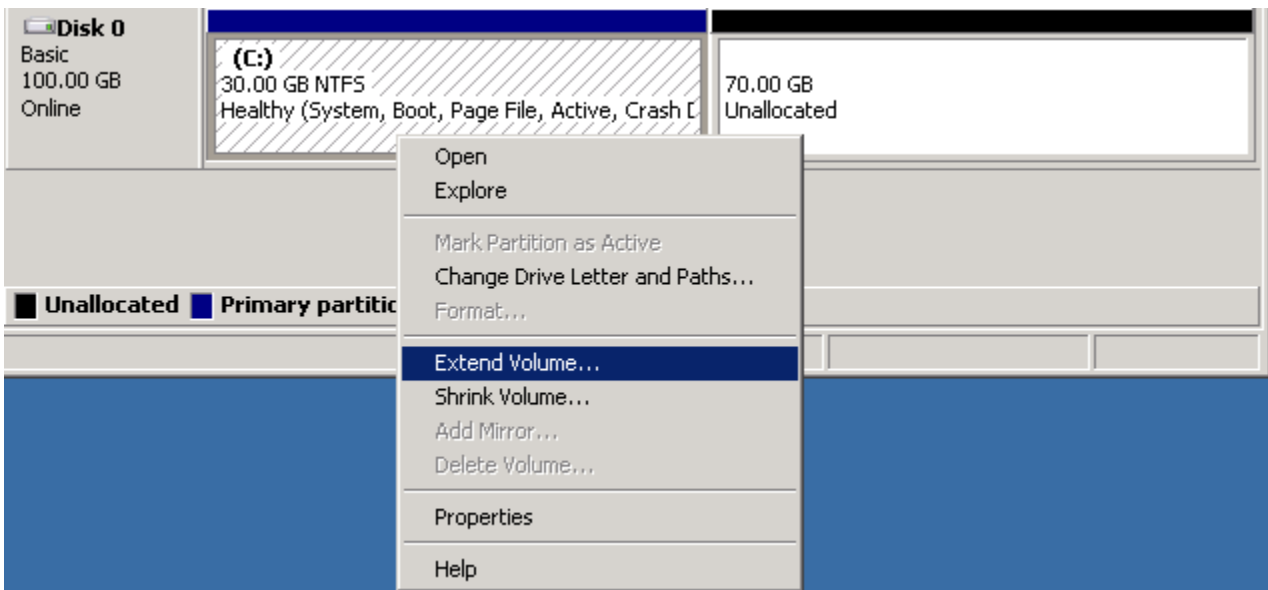 Disk 0
Basic
100.00 GB
Online
(C:)
30.00 GB NTFS
Healthy (System, Boot, Page File, Active, Crash
70.00 GB
Unallocated
Open
Explore
Mark Partition as Active
Change Drive Letter and Paths...
Format...
Unallocated Primary
Extend Volume...
Shrink Volume...
Add Mirror...
Delete Volume...
Properties
Help